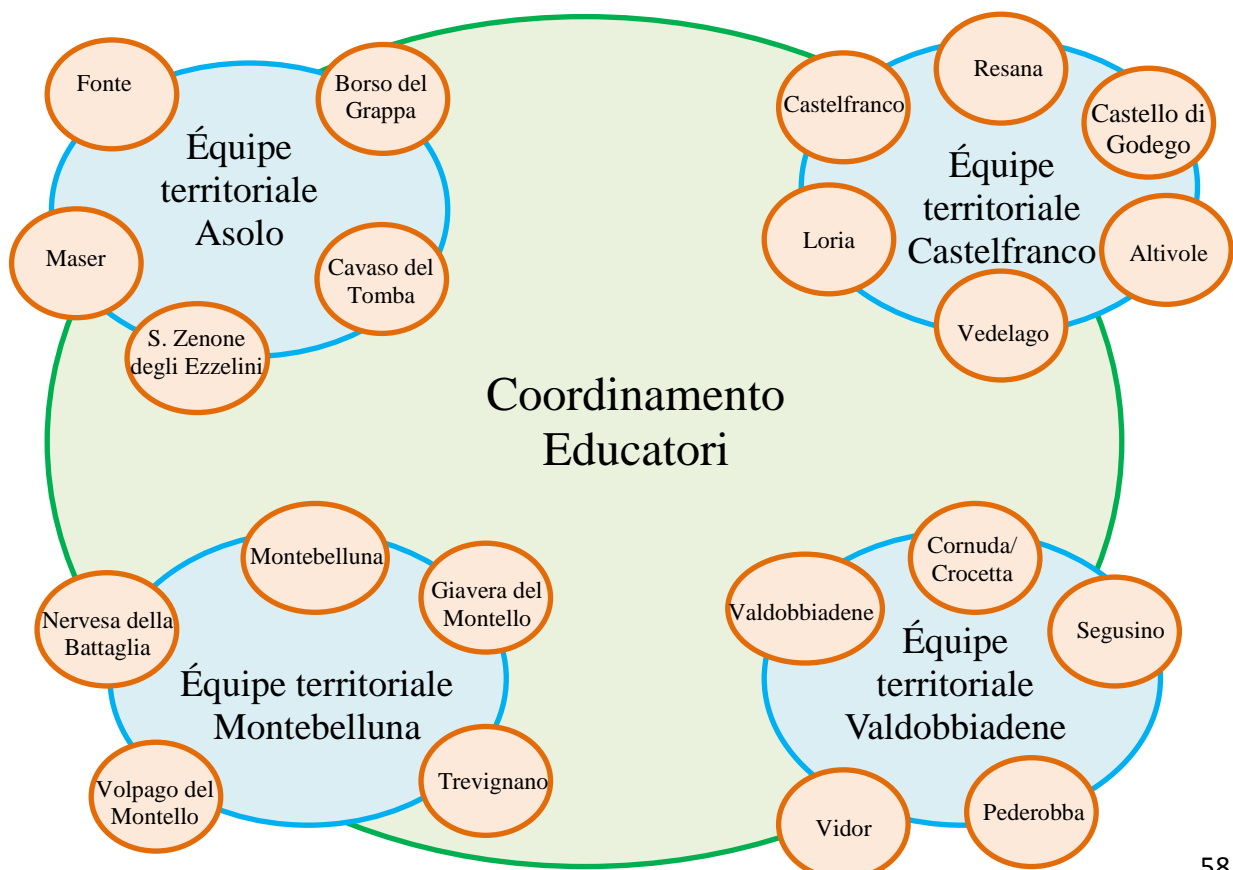 Fonte
Borso del
Grappa
Équipe
territoriale
Asolo
Maser
Cavaso del
Tomba
S. Zenone
degli Ezzelini
Castelfranco
Resana
Castello di
Godego
Équipe
territoriale
Castelfranco
Loria
Altivole
Vedelago
Coordinamento
Educatori
Montebelluna
Giavera del
Montello
Nervesa della
Battaglia
Équipe territoriale
Montebelluna
Volpago del
Montello
Trevignano
Cornuda/
Crocetta
Valdobbiadene
Segusino
Équipe
territoriale
Valdobbiadene
Vidor
Pederobba
58